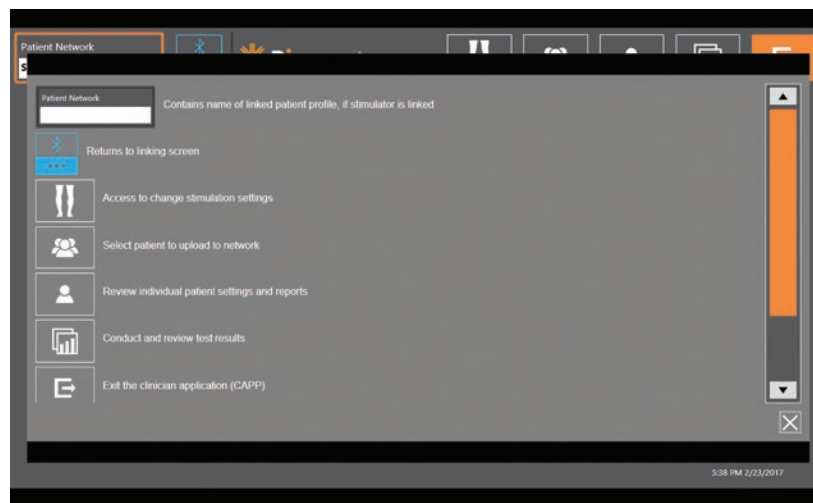 Patient Network
Patient Network
Contains name of linked patient profile, if stimulator is linked
Returns to linking screen
Access to change stimulation settings
Select patient to upload to network
Review individual patient settings and reports
Conduct and review test results
Exit the clinician application (CAPP)
5:38 PM 2/23/2017